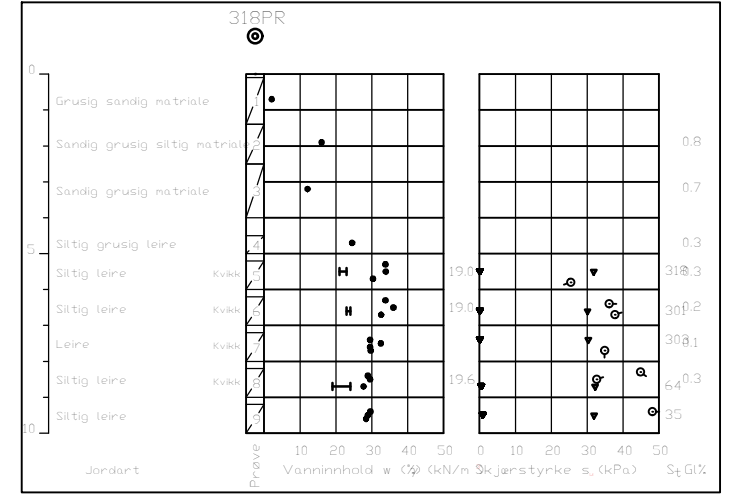 318PR
0
Grusig sandig matriale 1
Sandig grusig siltig matriale 2 0.8
Sandig grusig matriale 3 0.7
Siltig grusig leire 4 0.3
5
Siltig leire Kvikk 5 19.0 318 0.3
Siltig leire Kvikk 6 19.0 301 0.2
Leire Kvikk 7 303 0.1
Siltig leire Kvikk 8 19.6 64 0.3
Siltig leire 9 35
10
10 20 30 40 50 0 10 20 30 40 50
Jordart Prøve Vanninnhold w (%) (kN/m Skjærstyrke su (kPa) St Gl%